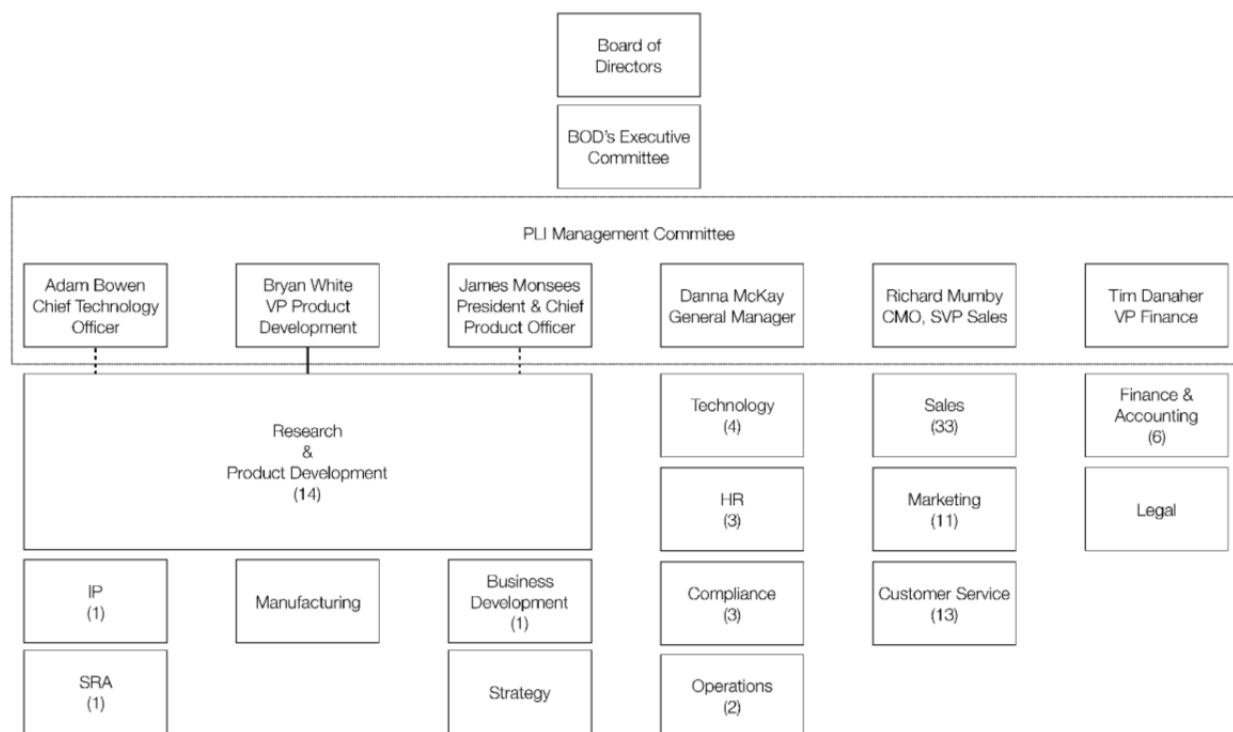 Board of
Directors
BOD's Executive
Committee
PLI Management Committee
Adam Bowen
Chief Technology
Officer
Bryan White
VP Product
Development
James Monsees
President & Chief
Product Officer
Danna McKay
General Manager
Richard Mumby
CMO, SVP Sales
Tim Danaher
VP Finance
Research
&
Product Development
(14)
Technology
(4)
Sales
(33)
Finance &
Accounting
(6)
HR
(3)
Marketing
(11)
Legal
IP
(1)
Manufacturing
Business
Development
(1)
Compliance
(3)
Customer Service
(13)
SRA
(1)
Strategy
Operations
(2)